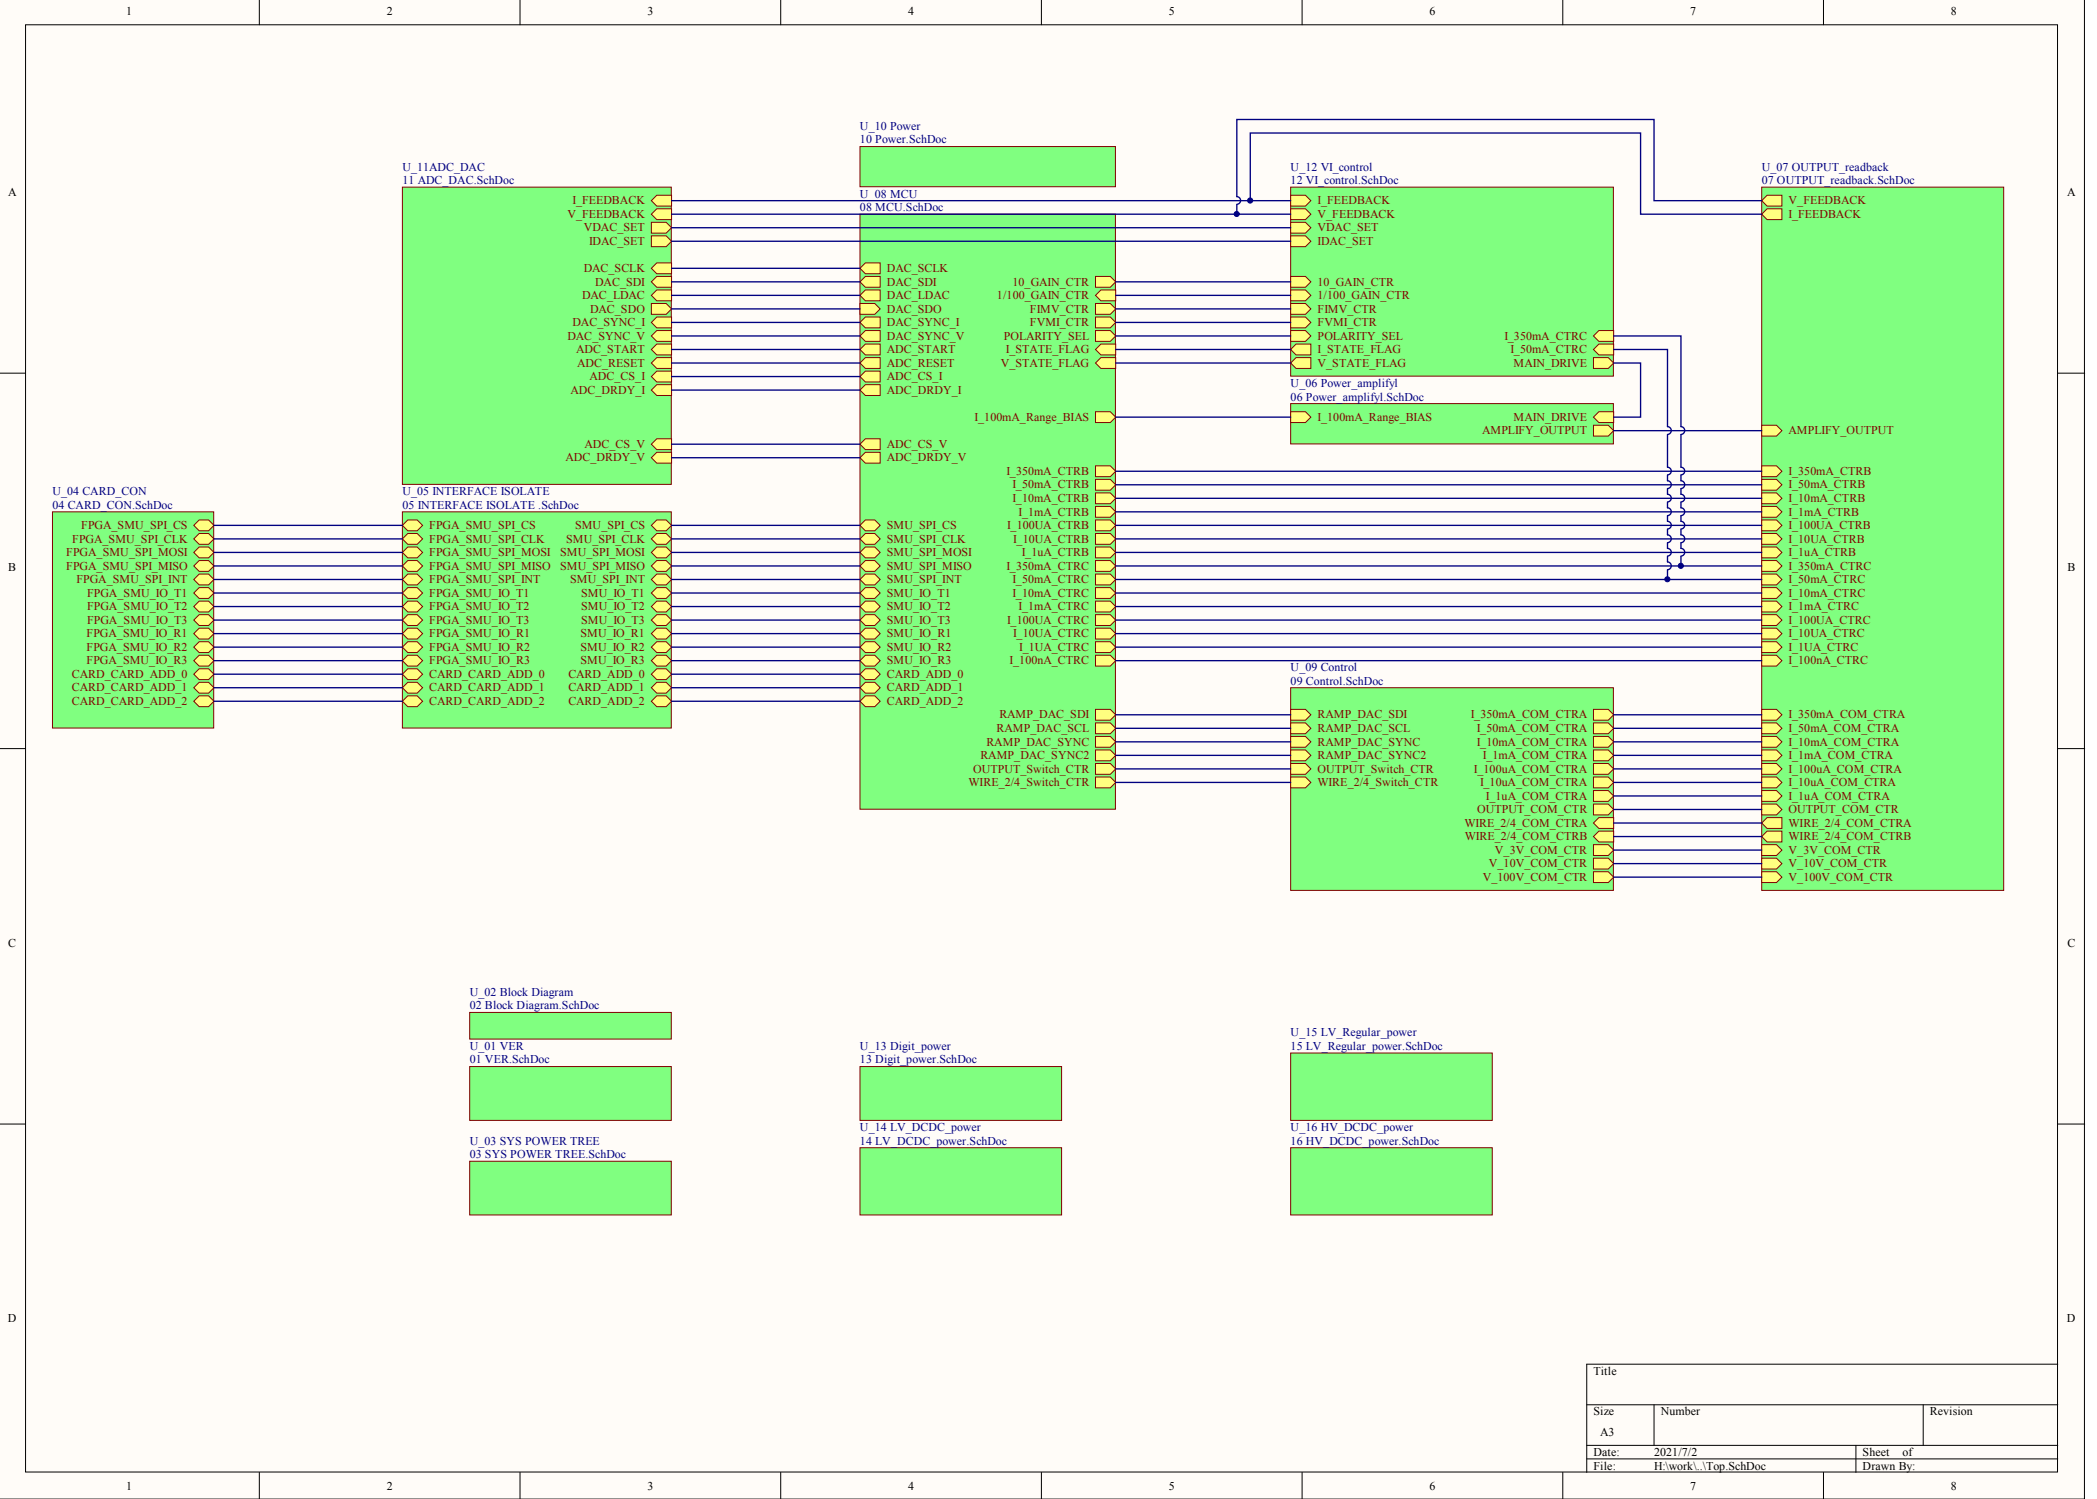 1 2 3 4 5 6 7 8
A A
B B
C C
D D
U_10 Power
10 Power.SchDoc
U_11ADC_DAC
11 ADC_DAC.SchDoc
I_FEEDBACK
V_FEEDBACK
VDAC_SET
IDAC_SET
DAC_SCLK
DAC_SDI
DAC_LDAC
DAC_SDO
DAC_SYNC_I
DAC_SYNC_V
ADC_START
ADC_RESET
ADC_CS_I
ADC_DRDY_I
ADC_CS_V
ADC_DRDY_V
U_08 MCU
08 MCU.SchDoc
DAC_SCLK
DAC_SDI
DAC_LDAC
DAC_SDO
DAC_SYNC_I
DAC_SYNC_V
ADC_START
ADC_RESET
ADC_CS_I
ADC_DRDY_I
ADC_CS_V
ADC_DRDY_V
SMU_SPI_CS
SMU_SPI_CLK
SMU_SPI_MOSI
SMU_SPI_MISO
SMU_SPI_INT
SMU_IO_T1
SMU_IO_T2
SMU_IO_T3
SMU_IO_R1
SMU_IO_R2
SMU_IO_R3
CARD_ADD_0
CARD_ADD_1
CARD_ADD_2
10_GAIN_CTR
1/100_GAIN_CTR
FIMV_CTR
FVMI_CTR
POLARITY_SEL
I_STATE_FLAG
V_STATE_FLAG
I_100mA_Range_BIAS
I_350mA_CTRB
I_50mA_CTRB
I_10mA_CTRB
I_1mA_CTRB
I_100UA_CTRB
I_10UA_CTRB
I_1uA_CTRB
I_350mA_CTRC
I_50mA_CTRC
I_10mA_CTRC
I_1mA_CTRC
I_100UA_CTRC
I_10UA_CTRC
I_1UA_CTRC
I_100nA_CTRC
RAMP_DAC_SDI
RAMP_DAC_SCL
RAMP_DAC_SYNC
RAMP_DAC_SYNC2
OUTPUT_Switch_CTR
WIRE_2/4_Switch_CTR
U_12 VI_control
12 VI_control.SchDoc
I_FEEDBACK
V_FEEDBACK
VDAC_SET
IDAC_SET
10_GAIN_CTR
1/100_GAIN_CTR
FIMV_CTR
FVMI_CTR
POLARITY_SEL
I_STATE_FLAG
V_STATE_FLAG
I_350mA_CTRC
I_50mA_CTRC
MAIN_DRIVE
U_06 Power_amplifyl
06 Power_amplifyl.SchDoc
I_100mA_Range_BIAS
MAIN_DRIVE
AMPLIFY_OUTPUT
U_07 OUTPUT_readback
07 OUTPUT_readback.SchDoc
V_FEEDBACK
I_FEEDBACK
AMPLIFY_OUTPUT
I_350mA_CTRB
I_50mA_CTRB
I_10mA_CTRB
I_1mA_CTRB
I_100UA_CTRB
I_10UA_CTRB
I_1uA_CTRB
I_350mA_CTRC
I_50mA_CTRC
I_10mA_CTRC
I_1mA_CTRC
I_100UA_CTRC
I_10UA_CTRC
I_1UA_CTRC
I_100nA_CTRC
I_350mA_COM_CTRA
I_50mA_COM_CTRA
I_10mA_COM_CTRA
I_1mA_COM_CTRA
I_100uA_COM_CTRA
I_10uA_COM_CTRA
I_1uA_COM_CTRA
OUTPUT_COM_CTR
WIRE_2/4_COM_CTRA
WIRE_2/4_COM_CTRB
V_3V_COM_CTR
V_10V_COM_CTR
V_100V_COM_CTR
U_04 CARD_CON
04 CARD_CON.SchDoc
FPGA_SMU_SPI_CS
FPGA_SMU_SPI_CLK
FPGA_SMU_SPI_MOSI
FPGA_SMU_SPI_MISO
FPGA_SMU_SPI_INT
FPGA_SMU_IO_T1
FPGA_SMU_IO_T2
FPGA_SMU_IO_T3
FPGA_SMU_IO_R1
FPGA_SMU_IO_R2
FPGA_SMU_IO_R3
CARD_CARD_ADD_0
CARD_CARD_ADD_1
CARD_CARD_ADD_2
U_05 INTERFACE ISOLATE
05 INTERFACE ISOLATE .SchDoc
FPGA_SMU_SPI_CS SMU_SPI_CS
FPGA_SMU_SPI_CLK SMU_SPI_CLK
FPGA_SMU_SPI_MOSI SMU_SPI_MOSI
FPGA_SMU_SPI_MISO SMU_SPI_MISO
FPGA_SMU_SPI_INT SMU_SPI_INT
FPGA_SMU_IO_T1 SMU_IO_T1
FPGA_SMU_IO_T2 SMU_IO_T2
FPGA_SMU_IO_T3 SMU_IO_T3
FPGA_SMU_IO_R1 SMU_IO_R1
FPGA_SMU_IO_R2 SMU_IO_R2
FPGA_SMU_IO_R3 SMU_IO_R3
CARD_CARD_ADD_0 CARD_ADD_0
CARD_CARD_ADD_1 CARD_ADD_1
CARD_CARD_ADD_2 CARD_ADD_2
U_09 Control
09 Control.SchDoc
RAMP_DAC_SDI
RAMP_DAC_SCL
RAMP_DAC_SYNC
RAMP_DAC_SYNC2
OUTPUT_Switch_CTR
WIRE_2/4_Switch_CTR
I_350mA_COM_CTRA
I_50mA_COM_CTRA
I_10mA_COM_CTRA
I_1mA_COM_CTRA
I_100uA_COM_CTRA
I_10uA_COM_CTRA
I_1uA_COM_CTRA
OUTPUT_COM_CTR
WIRE_2/4_COM_CTRA
WIRE_2/4_COM_CTRB
V_3V_COM_CTR
V_10V_COM_CTR
V_100V_COM_CTR
U_02 Block Diagram
02 Block Diagram.SchDoc
U_01 VER
01 VER.SchDoc
U_03 SYS POWER TREE
03 SYS POWER TREE.SchDoc
U_13 Digit_power
13 Digit_power.SchDoc
U_14 LV_DCDC_power
14 LV_DCDC_power.SchDoc
U_15 LV_Regular_power
15 LV_Regular_power.SchDoc
U_16 HV_DCDC_power
16 HV_DCDC_power.SchDoc
Title
Size Number Revision
A3
Date: 2021/7/2 Sheet of
File: H:\work\..\Top.SchDoc Drawn By:
1 2 3 4 5 6 7 8